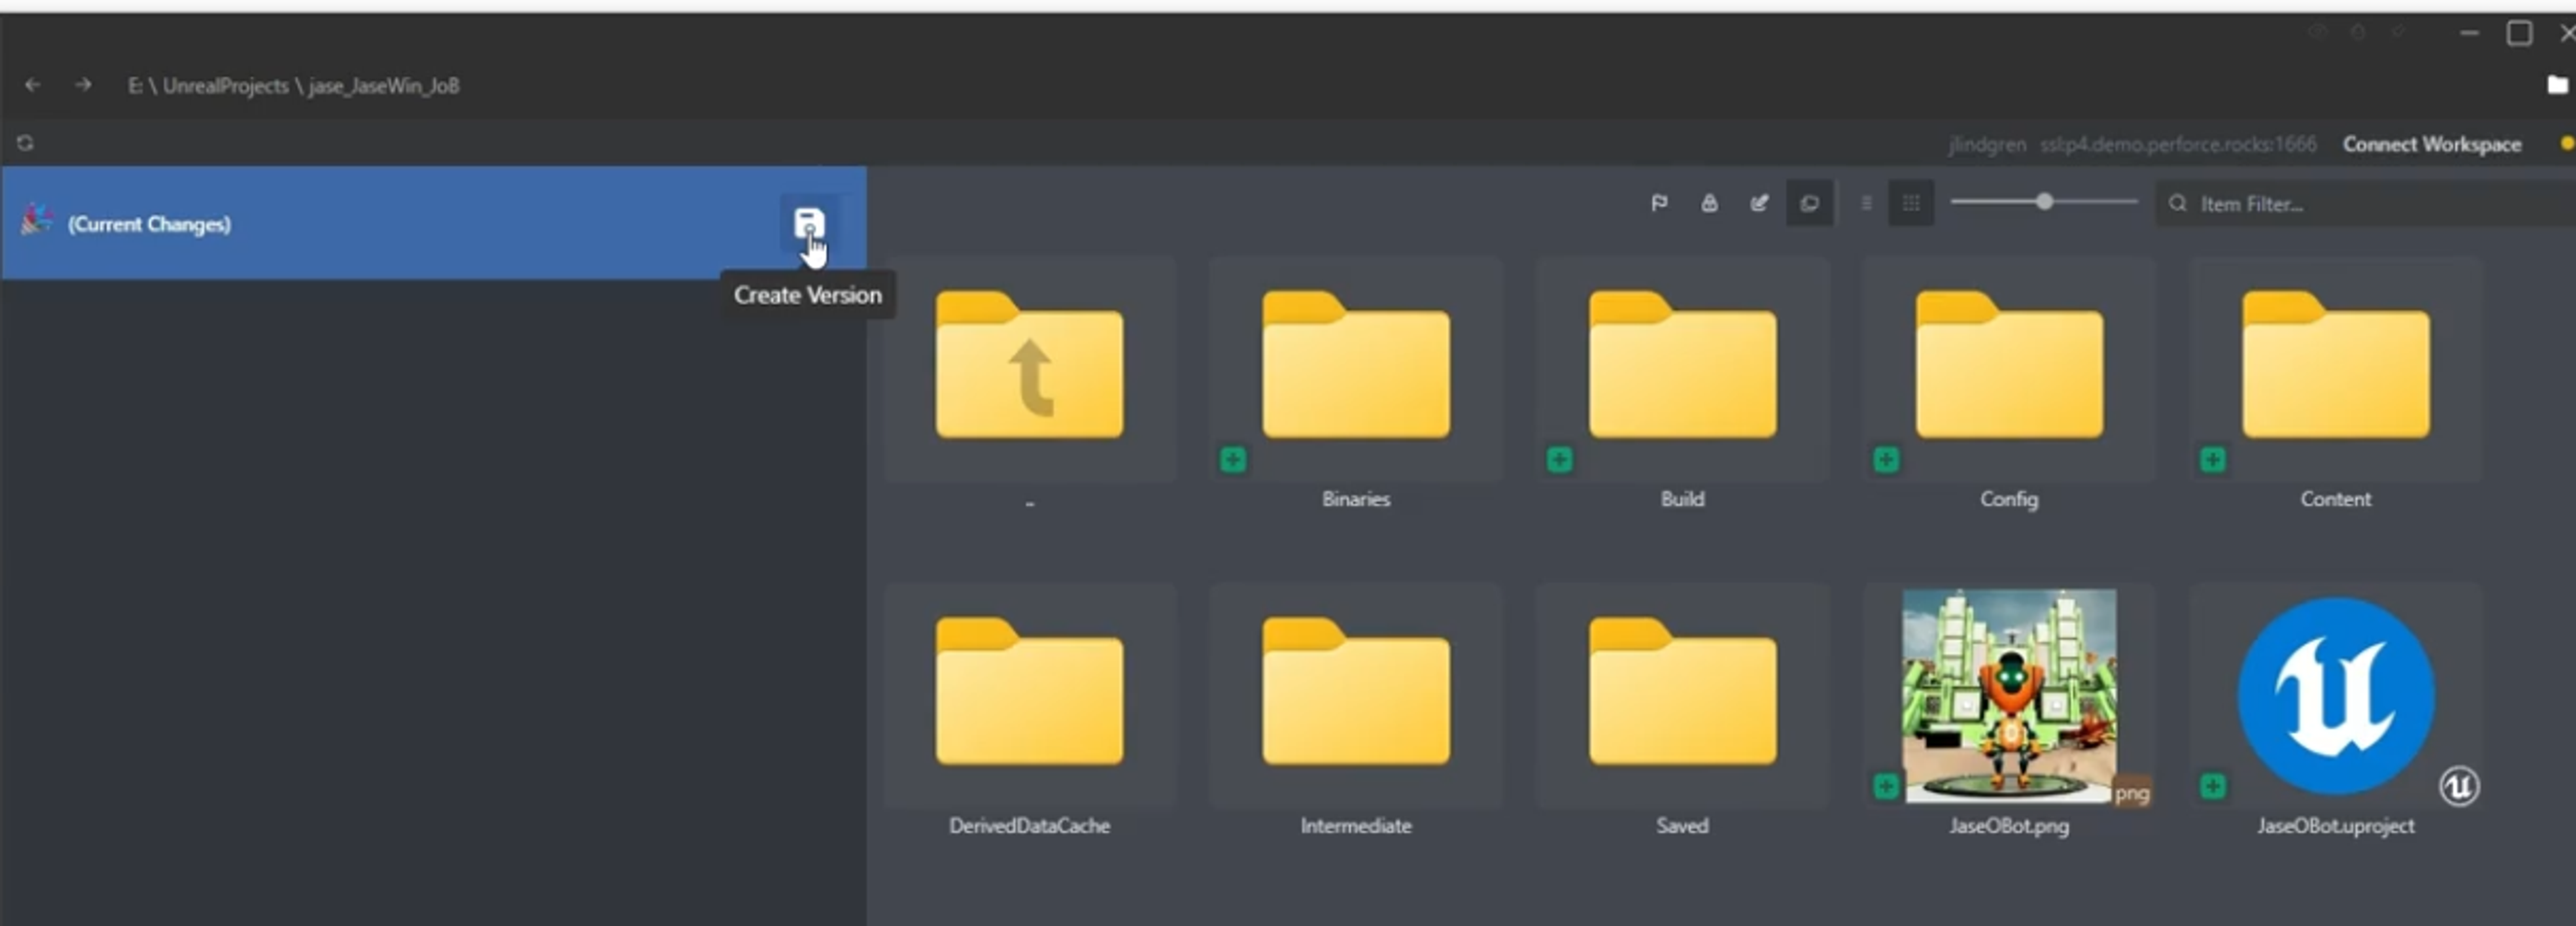 E: \ UnrealProjects \ jase_JaseWin_JoB
jlindgren ssl:p4.demo.perforce.rocks:1666 Connect Workspace
(Current Changes)
Item Filter...
Create Version
Binaries
Build
Config
Content
png
DerivedDataCache
Intermediate
Saved
JaseOBot.png
JaseOBot.uproject